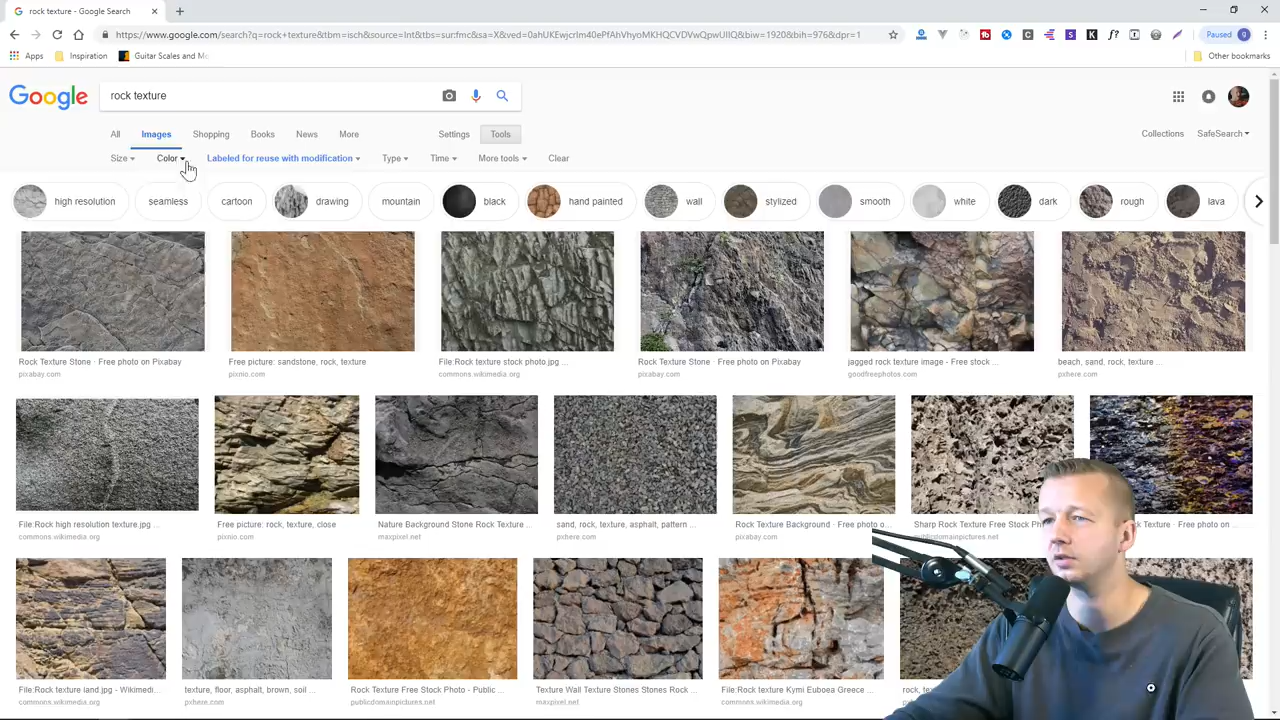 rock texture - Google Search
https://www.google.com/search?q=rock+texture&tbm=isch&source=lnt&tbs=sur:fmc&sa=X&ved=0ahUKEwjcrIm40ePfAhVhyoMKHQCVDVQQpwUIIQ&biw=1920&bih=976&dpr=1
Paused
Apps
Inspiration
Guitar Scales and Mo
Other bookmarks
Google
rock texture
All
Images
Shopping
Books
News
More
Settings
Tools
Collections
SafeSearch
Size
Color
Labeled for reuse with modification
Type
Time
More tools
Clear
high resolution
seamless
cartoon
drawing
mountain
black
hand painted
wall
stylized
smooth
white
dark
rough
lava
Rock Texture Stone · Free photo on Pixabay
Free picture: sandstone, rock, texture
File:Rock texture stock photo.jpg ...
Rock Texture Stone · Free photo on Pixabay
jagged rock texture image - Free stock ...
beach, sand, rock, texture ...
pixabay.com
pixnio.com
commons.wikimedia.org
pixabay.com
goodfreephotos.com
pxhere.com
File:Rock high resolution texture.jpg ...
Free picture: rock, texture, close
Nature Background Stone Rock Texture ...
sand, rock, texture, asphalt, pattern ...
Rock Texture Background · Free photo o...
Sharp Rock Texture Free Stock Ph
Texture · Free photo on ...
commons.wikimedia.org
pixnio.com
maxpixel.net
pxhere.com
pixabay.com
publicdomainpictures.net
File:Rock texture iand.jpg - Wikimedi...
texture, floor, asphalt, brown, soil ...
Rock Texture Free Stock Photo - Public ...
Texture Wall Texture Stones Stones Rock ...
File:Rock texture Kymi Euboea Greece ...
rock, te
commons.wikimedia.org
pxhere.com
publicdomainpictures.net
maxpixel.net
commons.wikimedia.org
pxhere